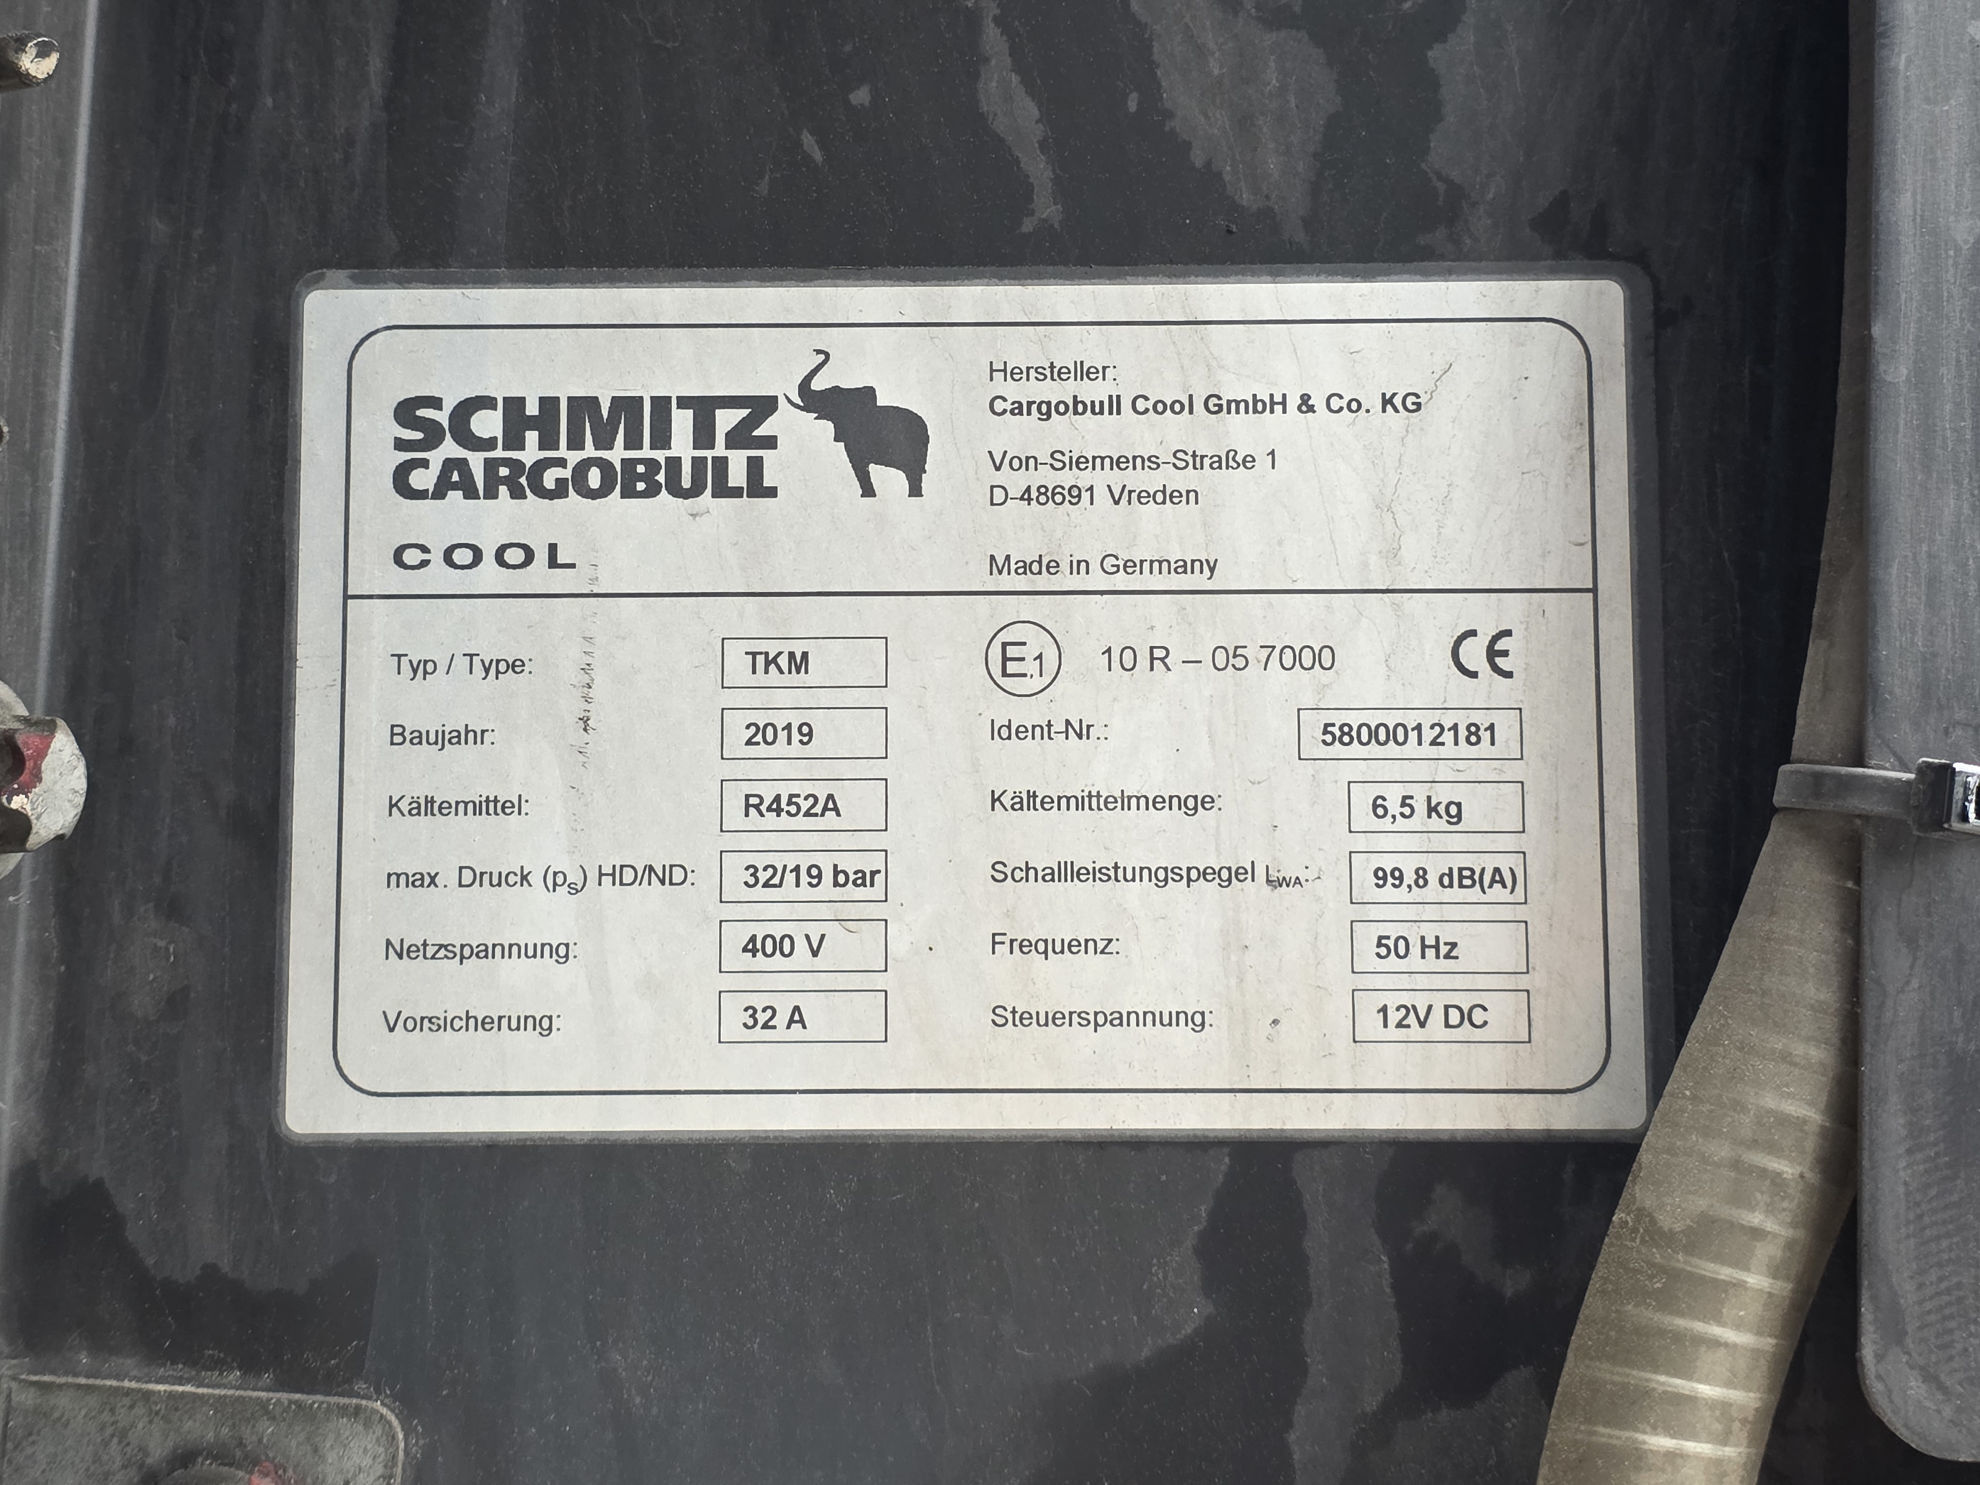 SCHMITZ
CARGOBULL
COOL
Hersteller:
Cargobull Cool GmbH & Co. KG
Von-Siemens-Straße 1
D-48691 Vreden
Made in Germany
Typ / Type: TKM
E1 10 R – 05 7000 CE
Baujahr: 2019
Ident-Nr.: 5800012181
Kältemittel: R452A
Kältemittelmenge: 6,5 kg
max. Druck (ps) HD/ND: 32/19 bar
Schallleistungspegel LWA: 99,8 dB(A)
Netzspannung: 400 V
Frequenz: 50 Hz
Vorsicherung: 32 A
Steuerspannung: 12V DC